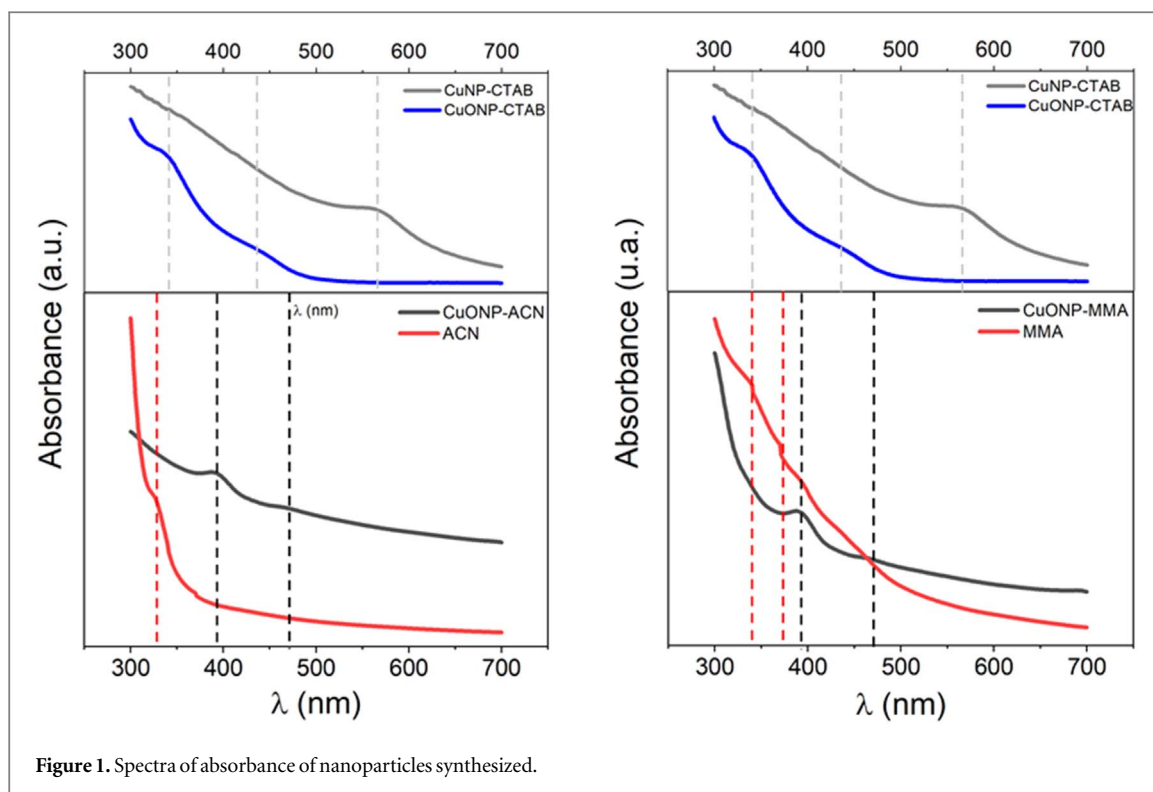 300 400 500 600 700
CuNP-CTAB
CuONP-CTAB
Absorbance (a.u.)
λ (nm)
CuONP-ACN
ACN
300 400 500 600 700
λ (nm)
300 400 500 600 700
CuNP-CTAB
CuONP-CTAB
Absorbance (u.a.)
CuONP-MMA
MMA
300 400 500 600 700
λ (nm)
Figure 1. Spectra of absorbance of nanoparticles synthesized.